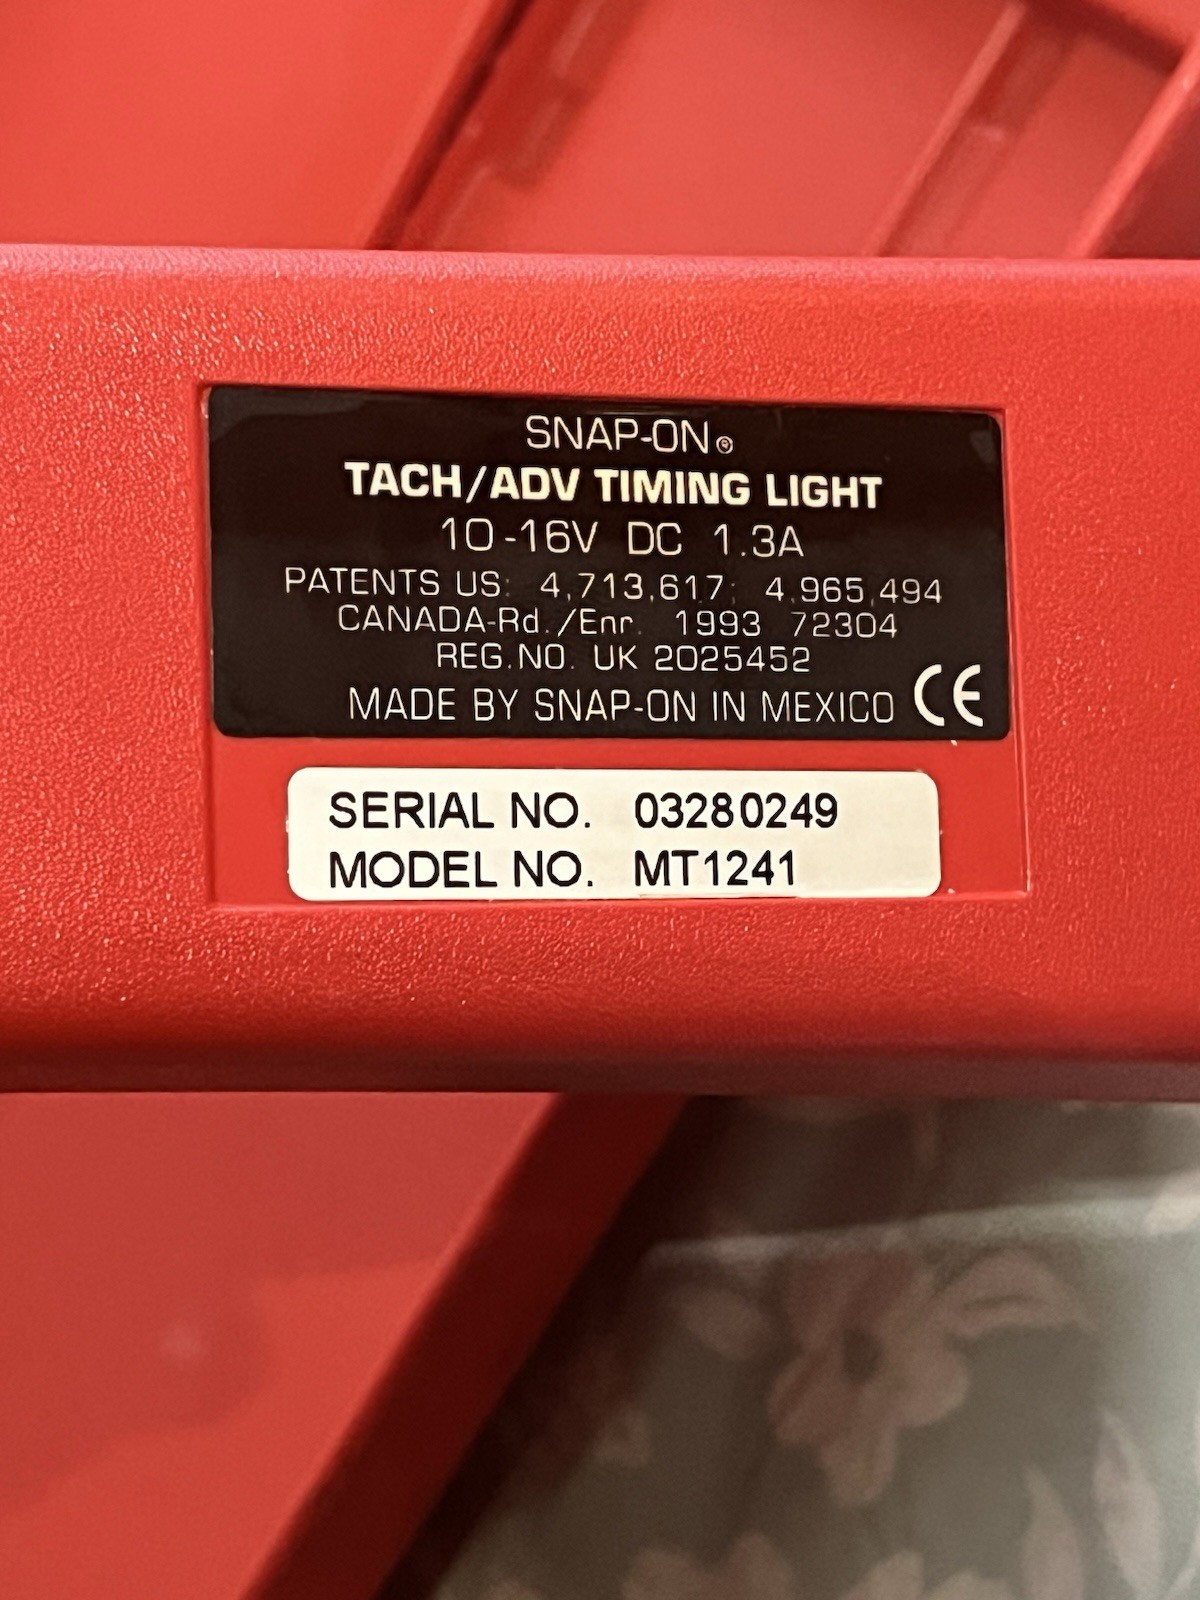 SNAP-ON®
TACH/ADV TIMING LIGHT
10-16V DC 1.3A
PATENTS US: 4,713,617; 4,965,494
CANADA-Rd./Enr. 1993 72304
REG.NO. UK 2025452
MADE BY SNAP-ON IN MEXICO CE
SERIAL NO. 03280249
MODEL NO. MT1241